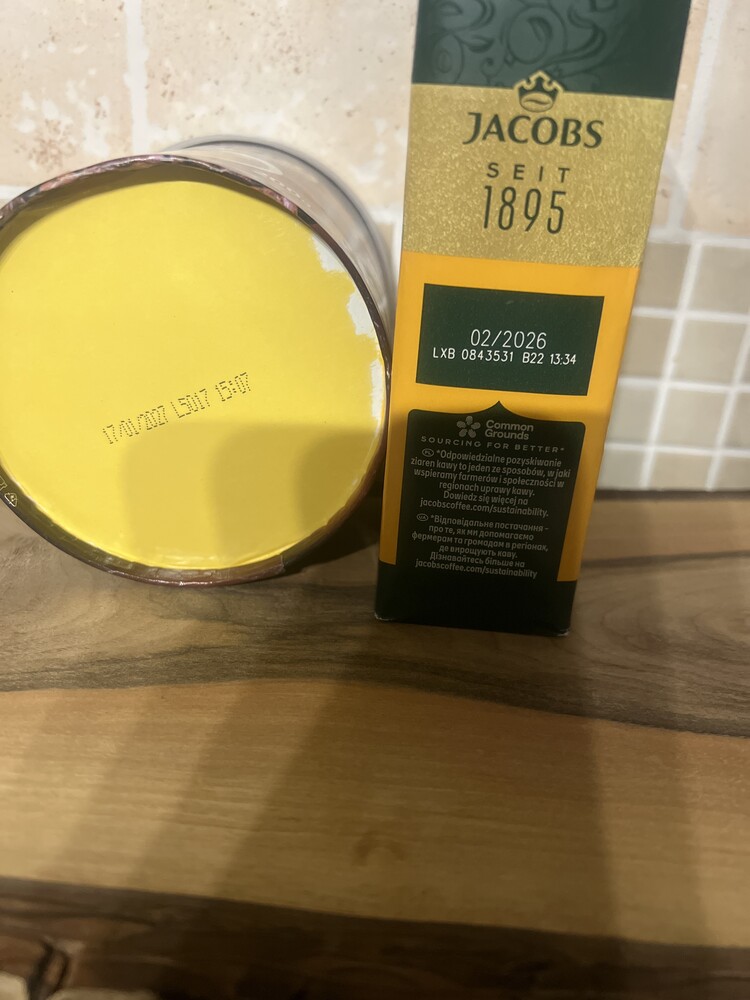 17/01/2027 L5017 15:07
JACOBS
SEIT
1895
02/2026
LXB 0843531 B22 13:34
Common
Grounds
SOURCING FOR BETTER*
PL *Odpowiedzialne pozyskiwanie
ziaren kawy to jeden ze sposobów, w jaki
wspieramy farmerów i społeczności w
regionach uprawy kawy.
Dowiedz się więcej na
jacobscoffee.com/sustainability.
UA *Відповідальне постачання –
про те, як ми допомагаємо
фермерам та громадам в регіонах,
де вирощують каву.
Дізнавайтесь більше на
jacobscoffee.com/sustainability